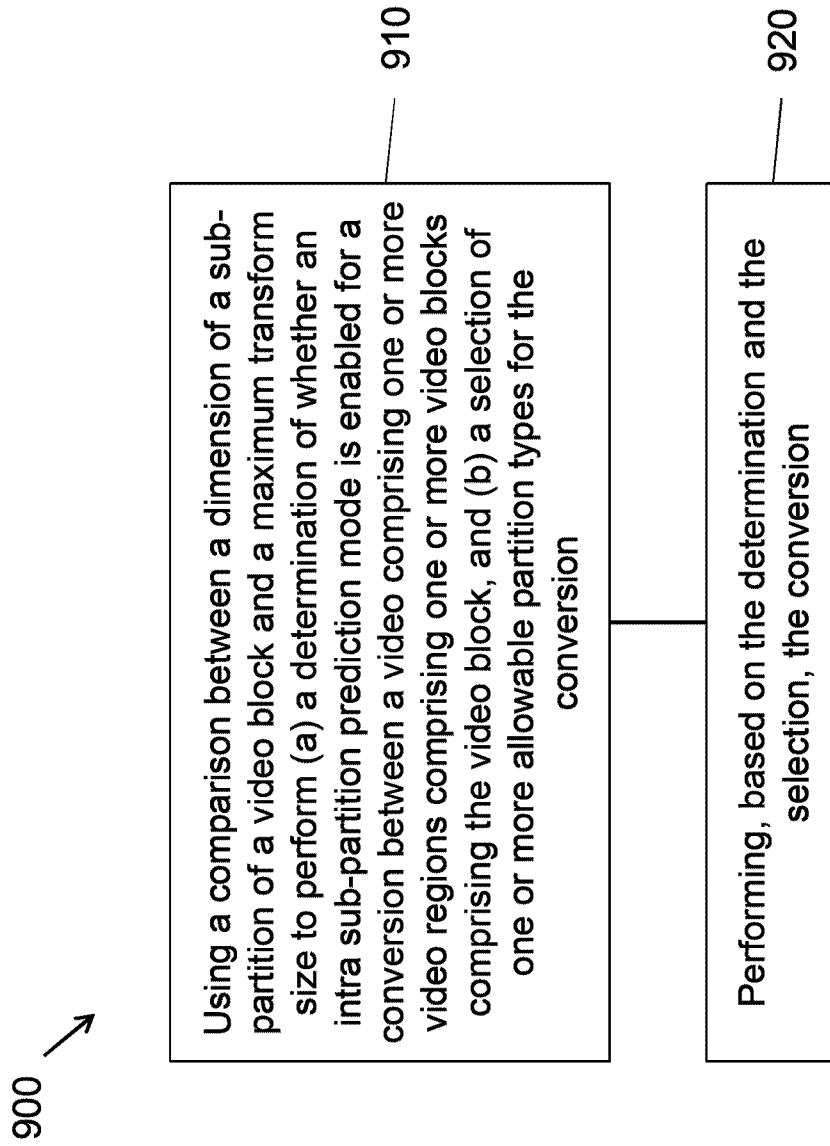 900
Using a comparison between a dimension of a sub-
partition of a video block and a maximum transform
size to perform (a) a determination of whether an
intra sub-partition prediction mode is enabled for a
conversion between a video comprising one or more
video regions comprising one or more video blocks
comprising the video block, and (b) a selection of
one or more allowable partition types for the
conversion
910
Performing, based on the determination and the
selection, the conversion
920